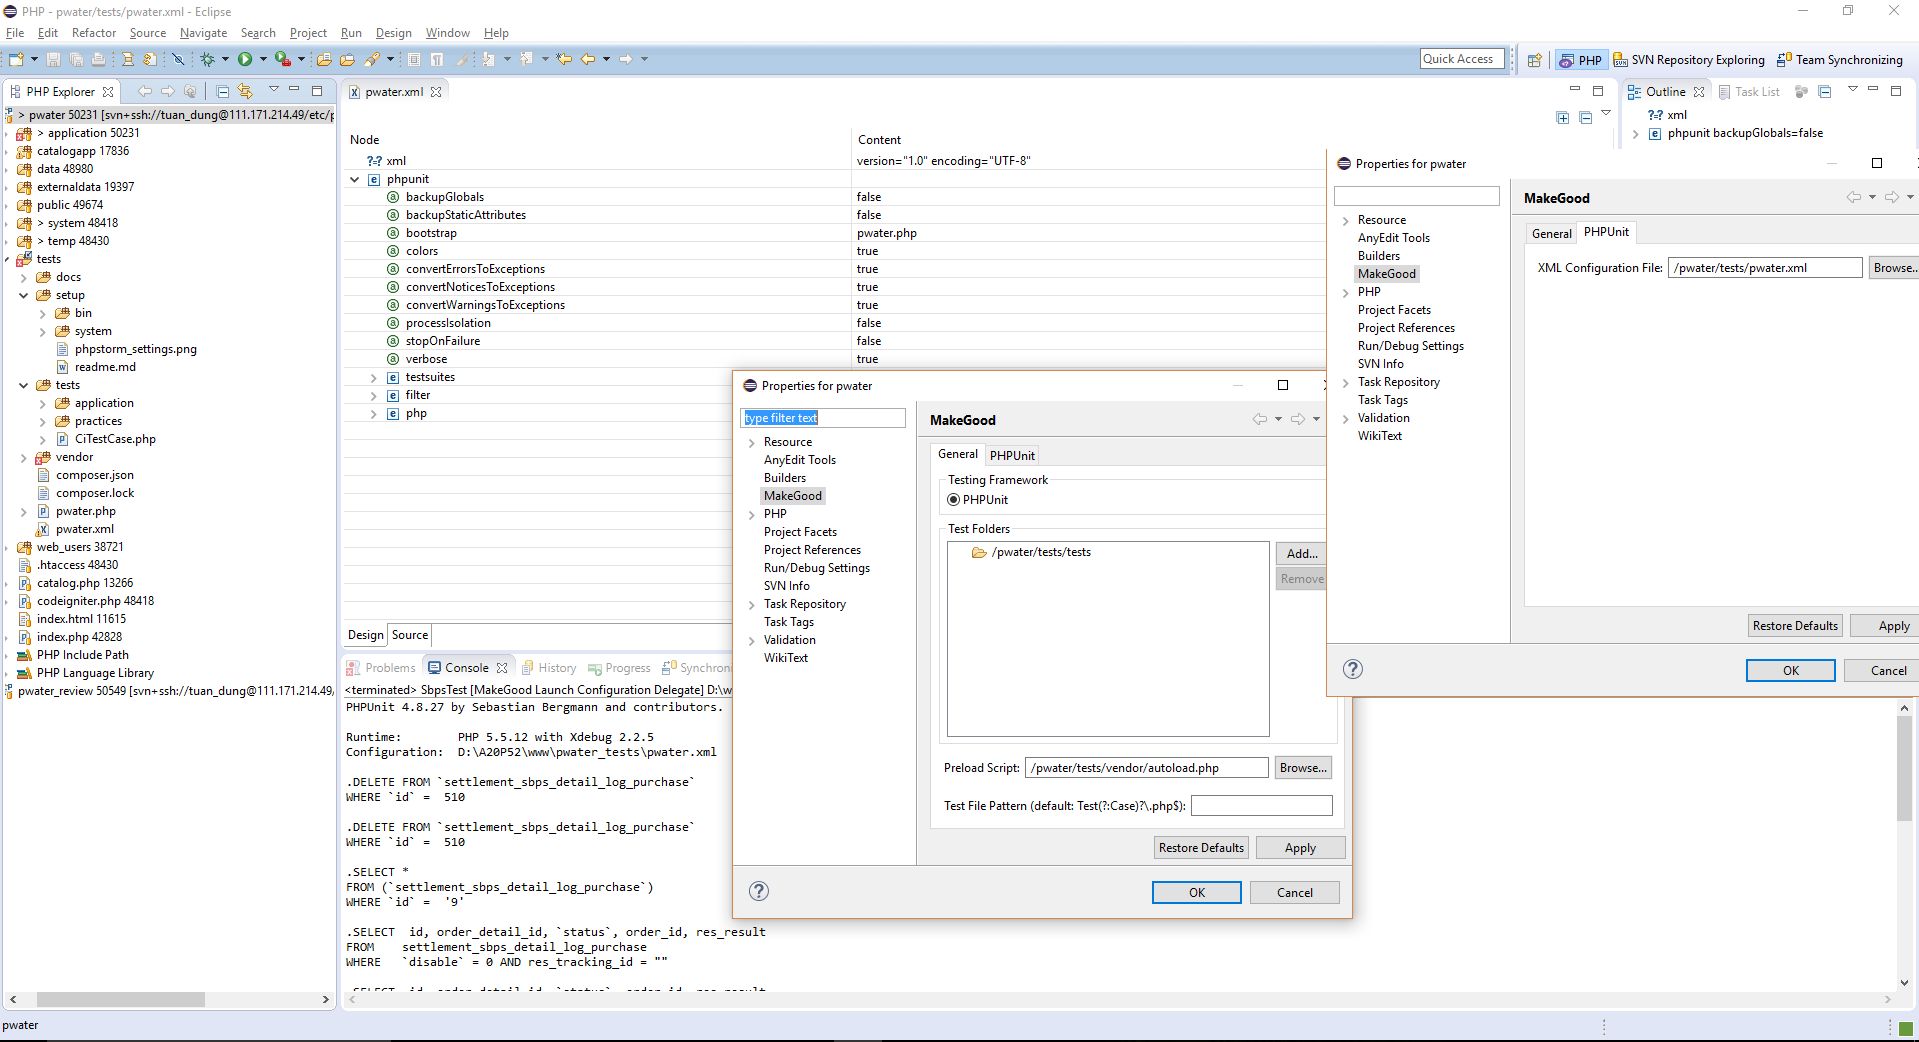 PHP - pwater/tests/pwater.xml - Eclipse
File Edit Refactor Source Navigate Search Project Run Design Window Help
Quick Access
PHP
SVN Repository Exploring
Team Synchronizing
PHP Explorer
> pwater 50231 [svn+ssh://tuan_dung@111.171.214.49/etc/p
> application 50231
catalogapp 17836
data 48980
externaldata 19397
public 49674
> system 48418
> temp 48430
tests
docs
setup
bin
system
phpstorm_settings.png
readme.md
tests
application
practices
CiTestCase.php
vendor
composer.json
composer.lock
pwater.php
pwater.xml
web_users 38721
.htaccess 48430
catalog.php 13266
codeigniter.php 48418
index.html 11615
index.php 42828
PHP Include Path
PHP Language Library
pwater_review 50549 [svn+ssh://tuan_dung@111.171.214.49/
pwater.xml
Node Content
?-? xml version="1.0" encoding="UTF-8"
phpunit
backupGlobals false
backupStaticAttributes false
bootstrap pwater.php
colors true
convertErrorsToExceptions true
convertNoticesToExceptions true
convertWarningsToExceptions true
processIsolation false
stopOnFailure false
verbose true
testsuites
filter
php
Design Source
Outline Task List
?-? xml
phpunit backupGlobals=false
Problems Console History Progress Synchron
<terminated> SbpsTest [MakeGood Launch Configuration Delegate] D:\w
PHPUnit 4.8.27 by Sebastian Bergmann and contributors.
Runtime: PHP 5.5.12 with Xdebug 2.2.5
Configuration: D:\A20P52\www\pwater_tests\pwater.xml
.DELETE FROM `settlement_sbps_detail_log_purchase`
WHERE `id` = 510
.DELETE FROM `settlement_sbps_detail_log_purchase`
WHERE `id` = 510
.SELECT *
FROM (`settlement_sbps_detail_log_purchase`)
WHERE `id` = '9'
.SELECT id, order_detail_id, `status`, order_id, res_result
FROM settlement_sbps_detail_log_purchase
WHERE `disable` = 0 AND res_tracking_id = ""
.SELECT id, order_detail_id, `status`, order_id, res_result
Properties for pwater
type filter text
Resource
AnyEdit Tools
Builders
MakeGood
PHP
Project Facets
Project References
Run/Debug Settings
SVN Info
Task Repository
Task Tags
Validation
WikiText
MakeGood
General PHPUnit
Testing Framework
PHPUnit
Test Folders
/pwater/tests/tests
Add...
Remove
Preload Script: /pwater/tests/vendor/autoload.php Browse...
Test File Pattern (default: Test(?:Case)?\.php$):
Restore Defaults Apply
OK Cancel
Properties for pwater
Resource
AnyEdit Tools
Builders
MakeGood
PHP
Project Facets
Project References
Run/Debug Settings
SVN Info
Task Repository
Task Tags
Validation
WikiText
MakeGood
General PHPUnit
XML Configuration File: /pwater/tests/pwater.xml Browse...
Restore Defaults Apply
OK Cancel
pwater